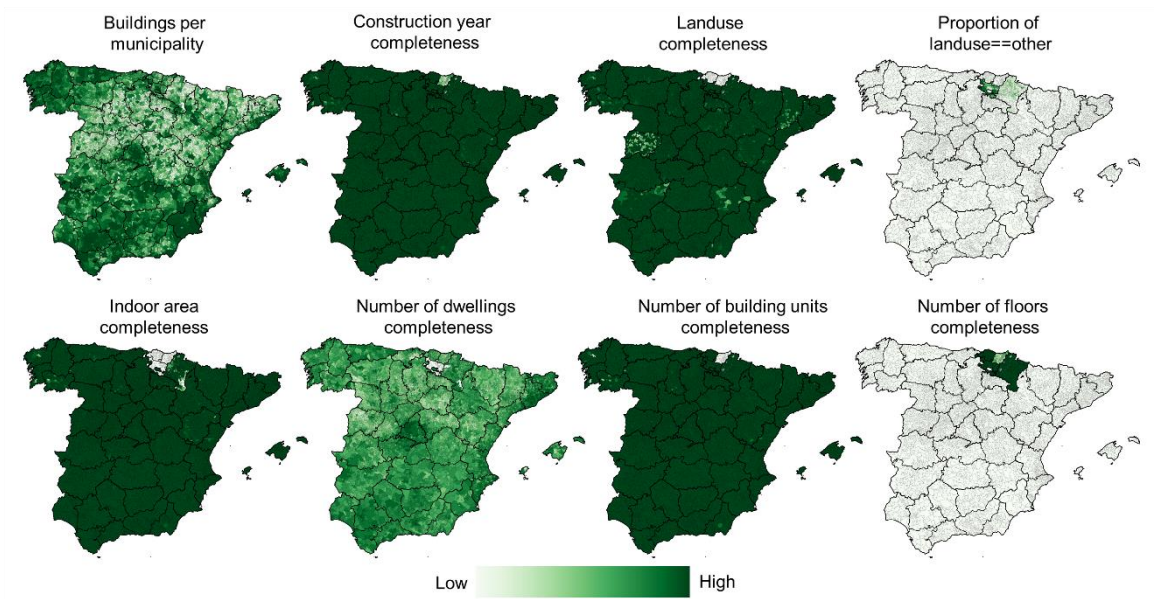 Buildings per
municipality
Construction year
completeness
Landuse
completeness
Proportion of
landuse==other
Indoor area
completeness
Number of dwellings
completeness
Number of building units
completeness
Number of floors
completeness
Low
High